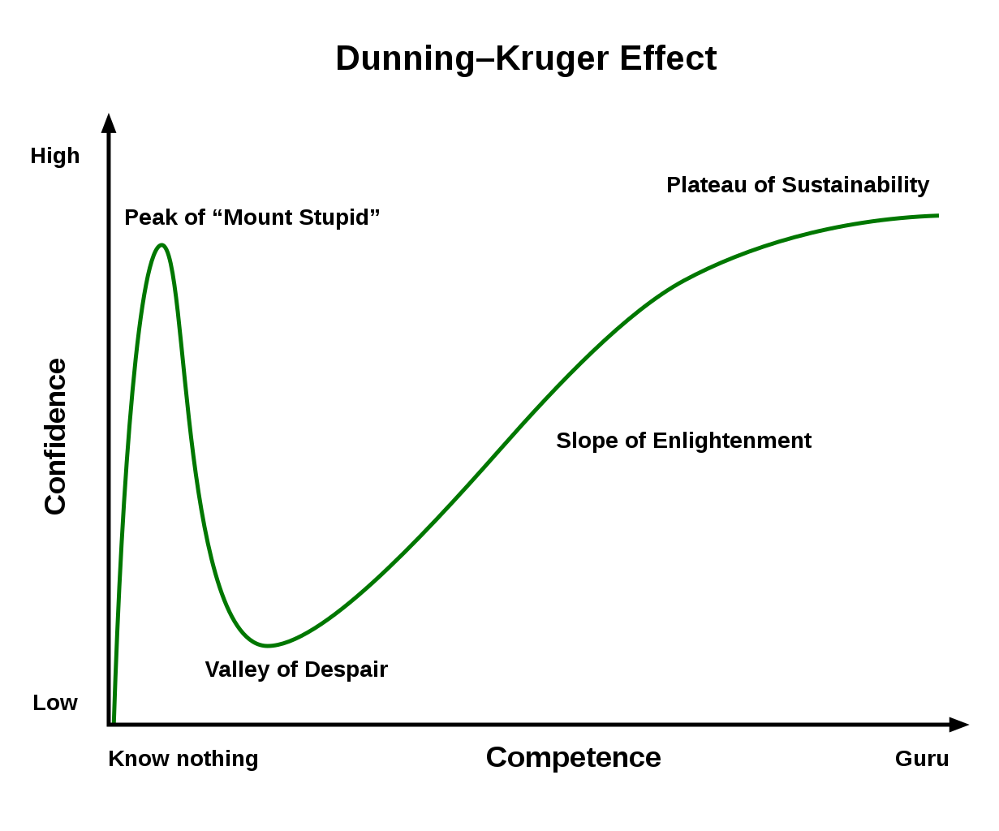 Dunning–Kruger Effect
High
Plateau of Sustainability
Peak of “Mount Stupid”
Confidence
Slope of Enlightenment
Valley of Despair
Low
Know nothing
Competence
Guru